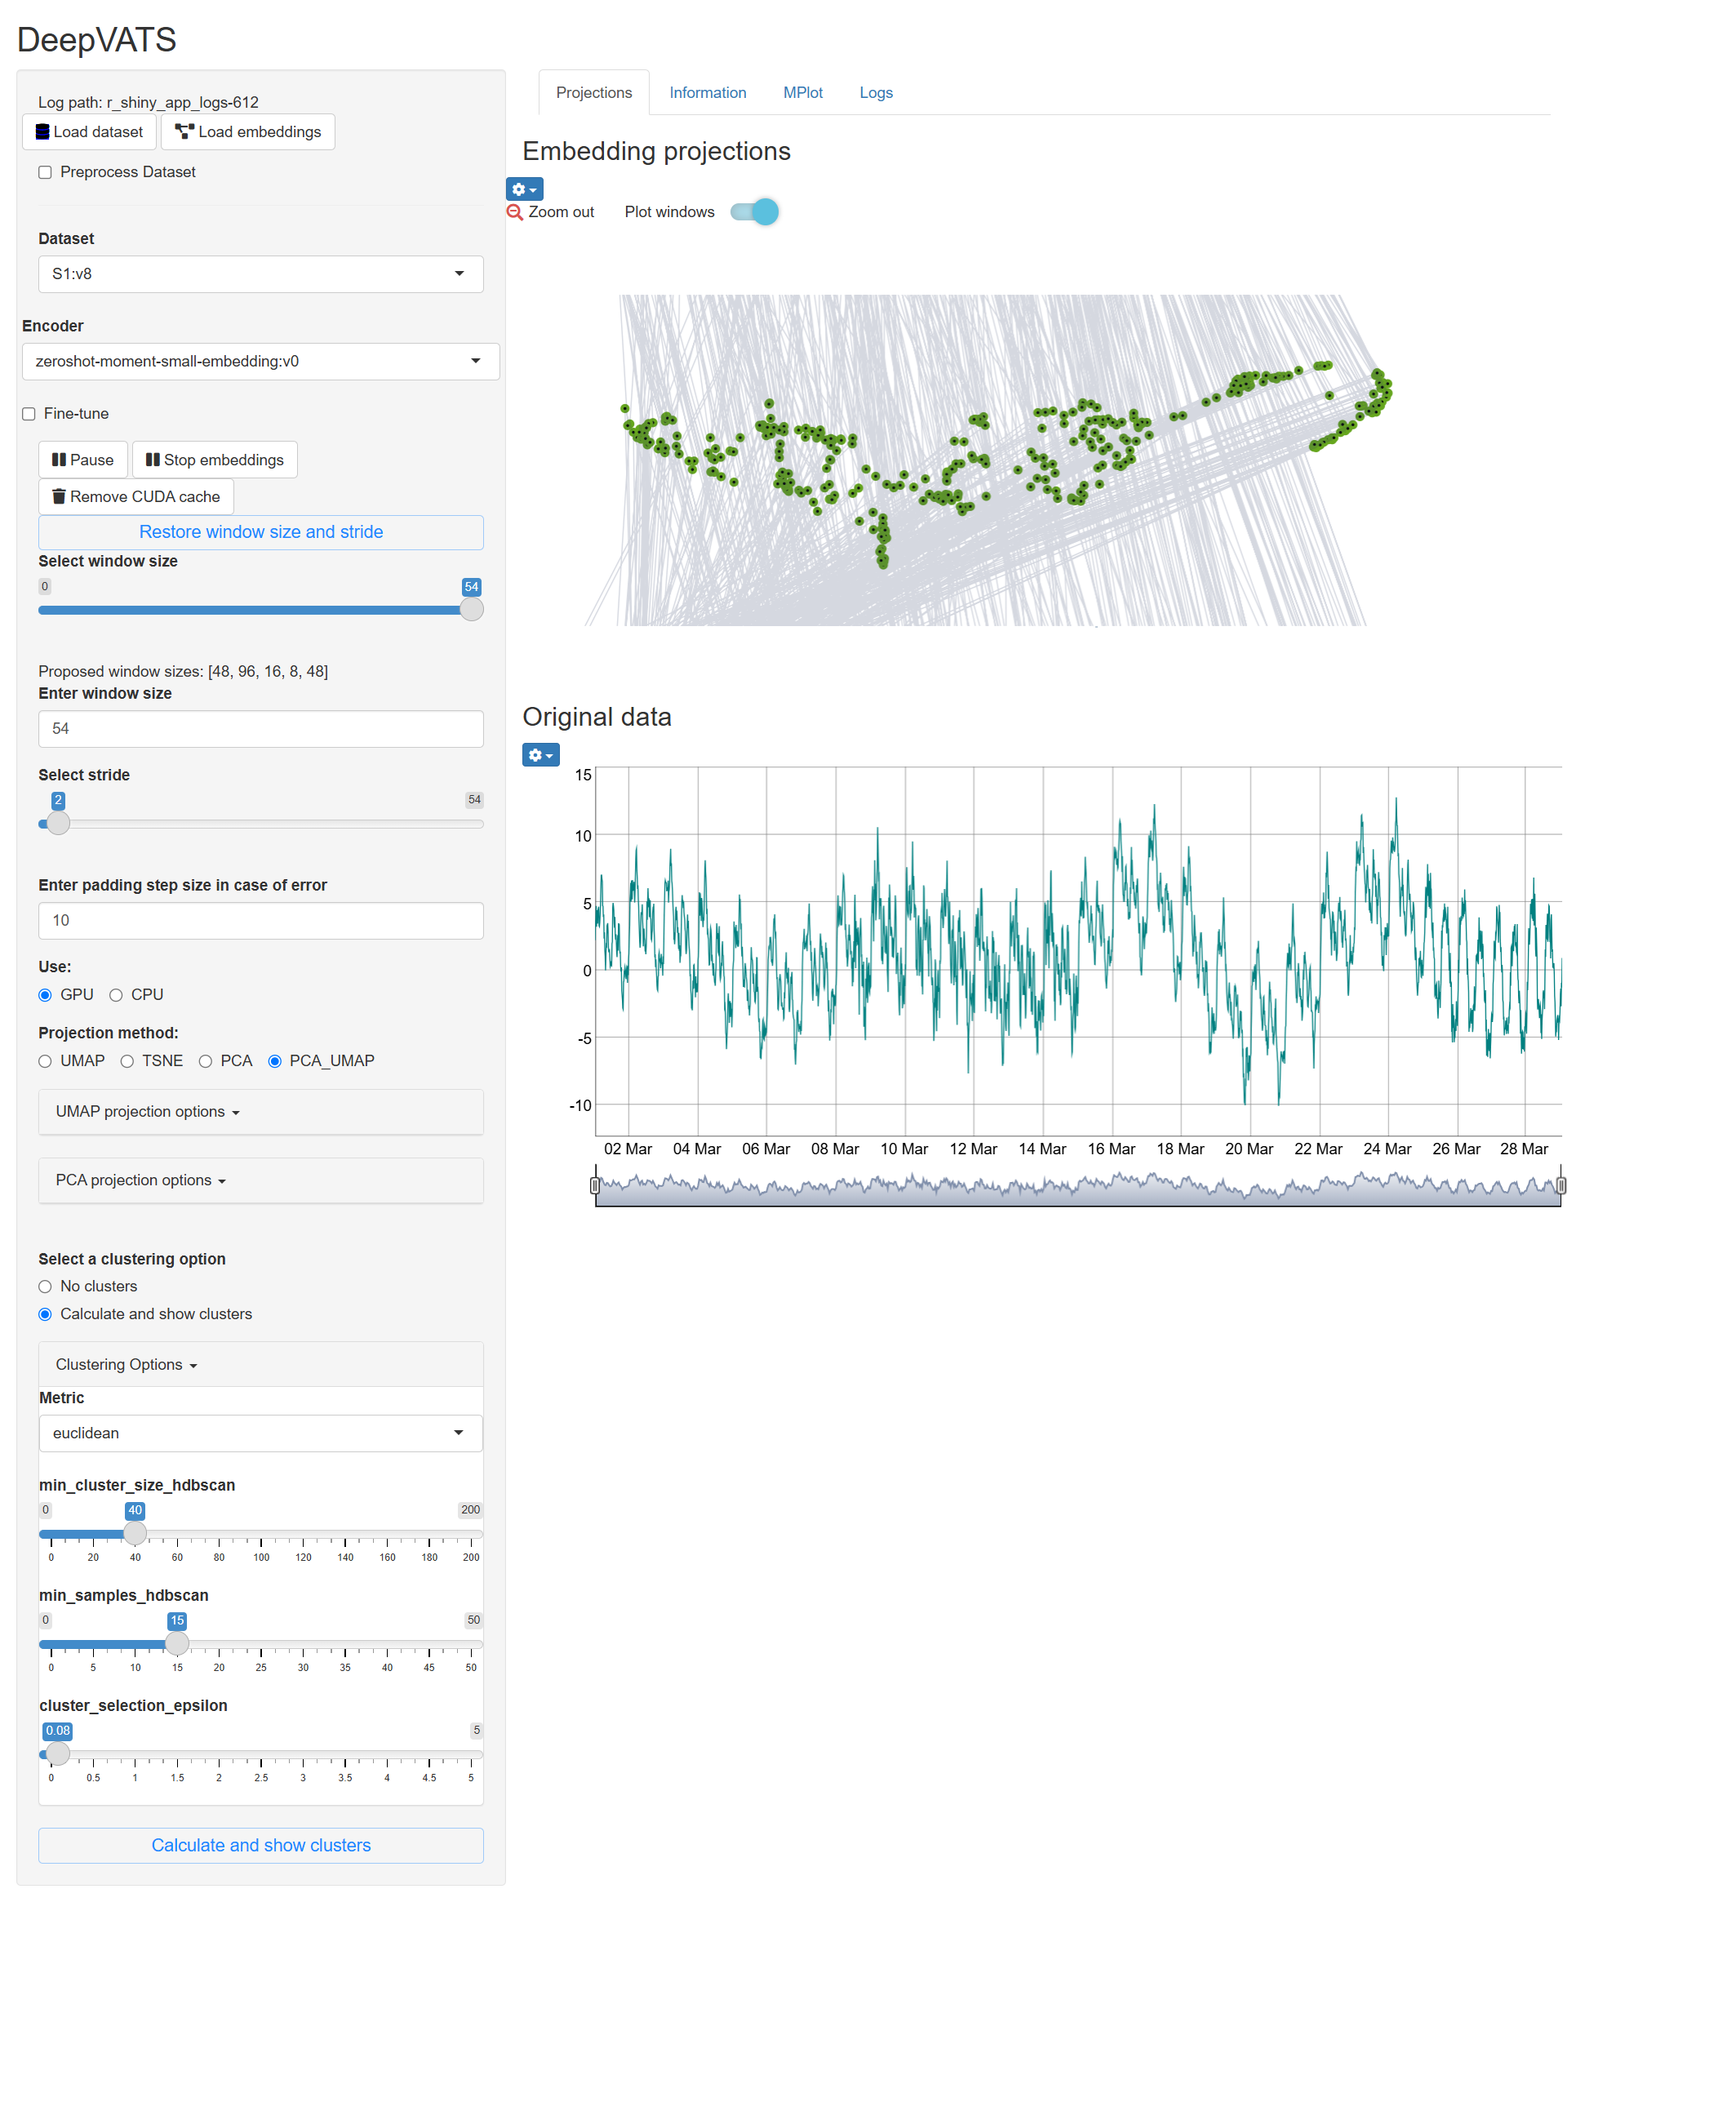 DeepVATS
Log path: r_shiny_app_logs-612
Load dataset Load embeddings
Preprocess Dataset
Dataset
S1:v8
Encoder
zeroshot-moment-small-embedding:v0
Fine-tune
Pause Stop embeddings
Remove CUDA cache
Restore window size and stride
Select window size
0 54
Proposed window sizes: [48, 96, 16, 8, 48]
Enter window size
54
Select stride
2 54
Enter padding step size in case of error
10
Use:
GPU CPU
Projection method:
UMAP TSNE PCA PCA_UMAP
UMAP projection options
PCA projection options
Select a clustering option
No clusters
Calculate and show clusters
Clustering Options
Metric
euclidean
min_cluster_size_hdbscan
0 40 200
0 20 40 60 80 100 120 140 160 180 200
min_samples_hdbscan
0 15 50
0 5 10 15 20 25 30 35 40 45 50
cluster_selection_epsilon
0.08 5
0 0.5 1 1.5 2 2.5 3 3.5 4 4.5 5
Calculate and show clusters
Projections Information MPlot Logs
Embedding projections
Zoom out Plot windows
Original data
15
10
5
0
-5
-10
02 Mar 04 Mar 06 Mar 08 Mar 10 Mar 12 Mar 14 Mar 16 Mar 18 Mar 20 Mar 22 Mar 24 Mar 26 Mar 28 Mar